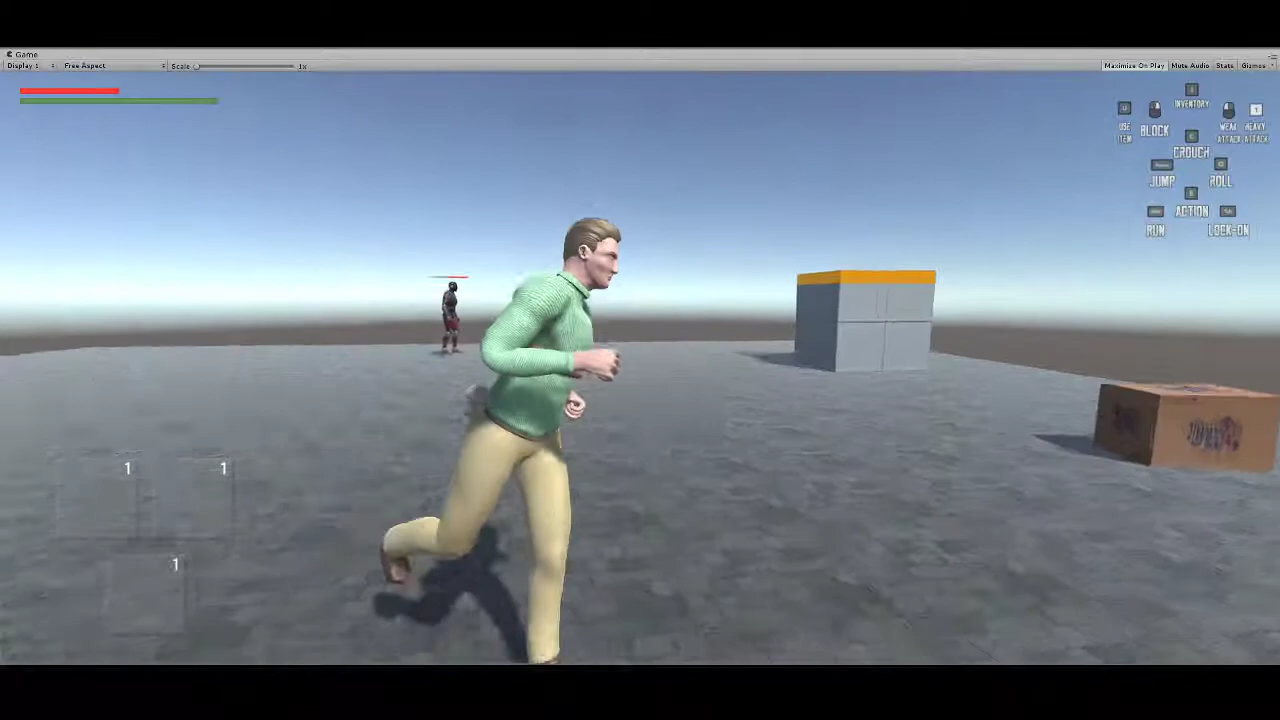 Game
Display 1
Free Aspect
Scale
1x
Maximize On Play
Mute Audio
Stats
Gizmos
INVENTORY
USE
ITEM
BLOCK
WEAK
ATTACK
HEAVY
ATTACK
CROUCH
JUMP
ROLL
ACTION
RUN
LOCK-ON
1
1
1